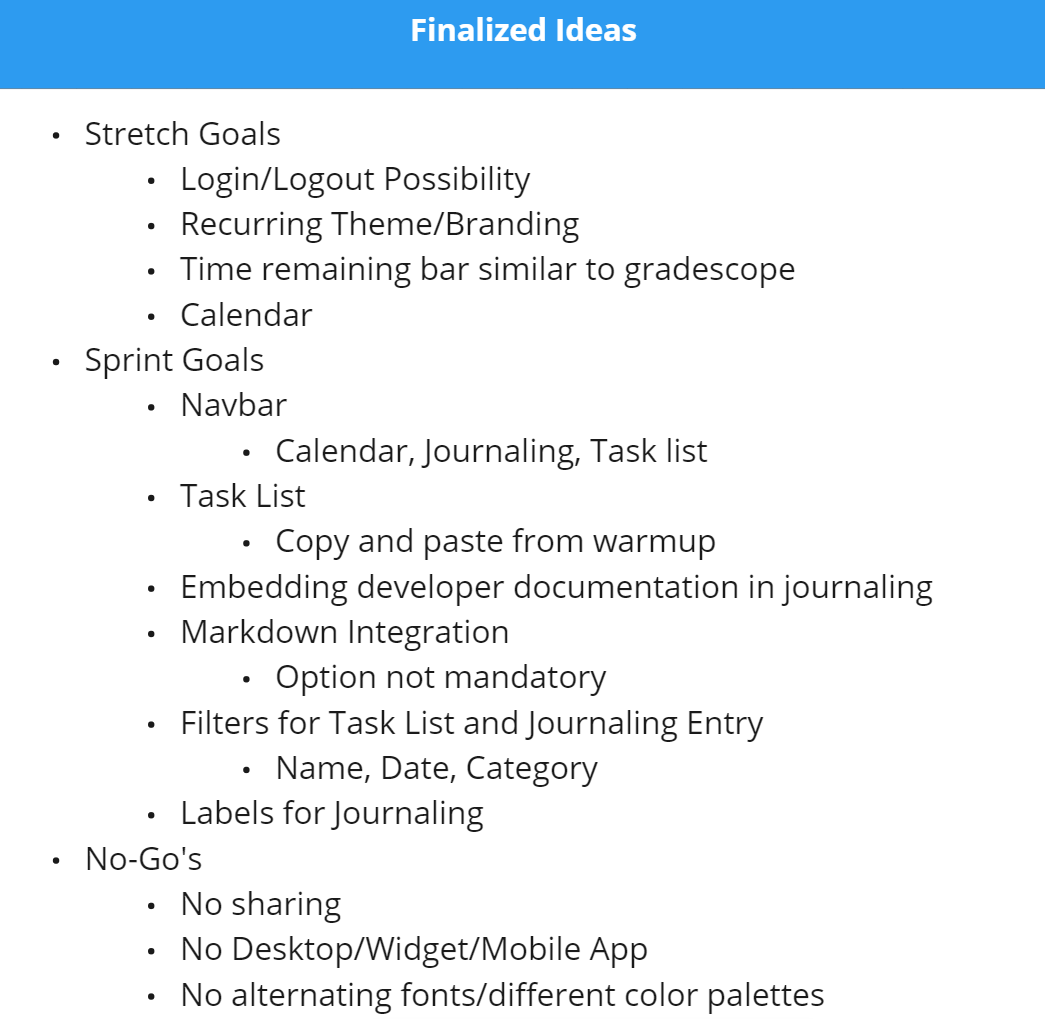 Finalized Ideas
• Stretch Goals
• Login/Logout Possibility
• Recurring Theme/Branding
• Time remaining bar similar to gradescope
• Calendar
• Sprint Goals
• Navbar
• Calendar, Journaling, Task list
• Task List
• Copy and paste from warmup
• Embedding developer documentation in journaling
• Markdown Integration
• Option not mandatory
• Filters for Task List and Journaling Entry
• Name, Date, Category
• Labels for Journaling
• No-Go's
• No sharing
• No Desktop/Widget/Mobile App
• No alternating fonts/different color palettes